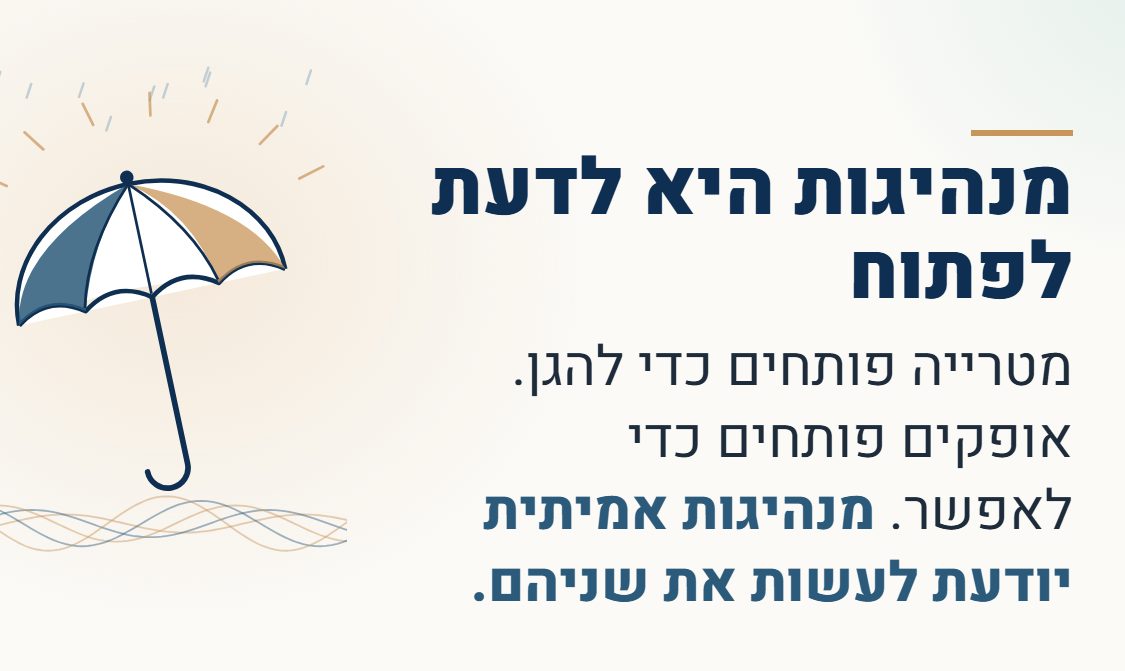 מנהיגות היא לדעת
לפתוח
מטרייה פותחים כדי להגן.
אופקים פותחים כדי
לאפשר. מנהיגות אמיתית
יודעת לעשות את שניהם.